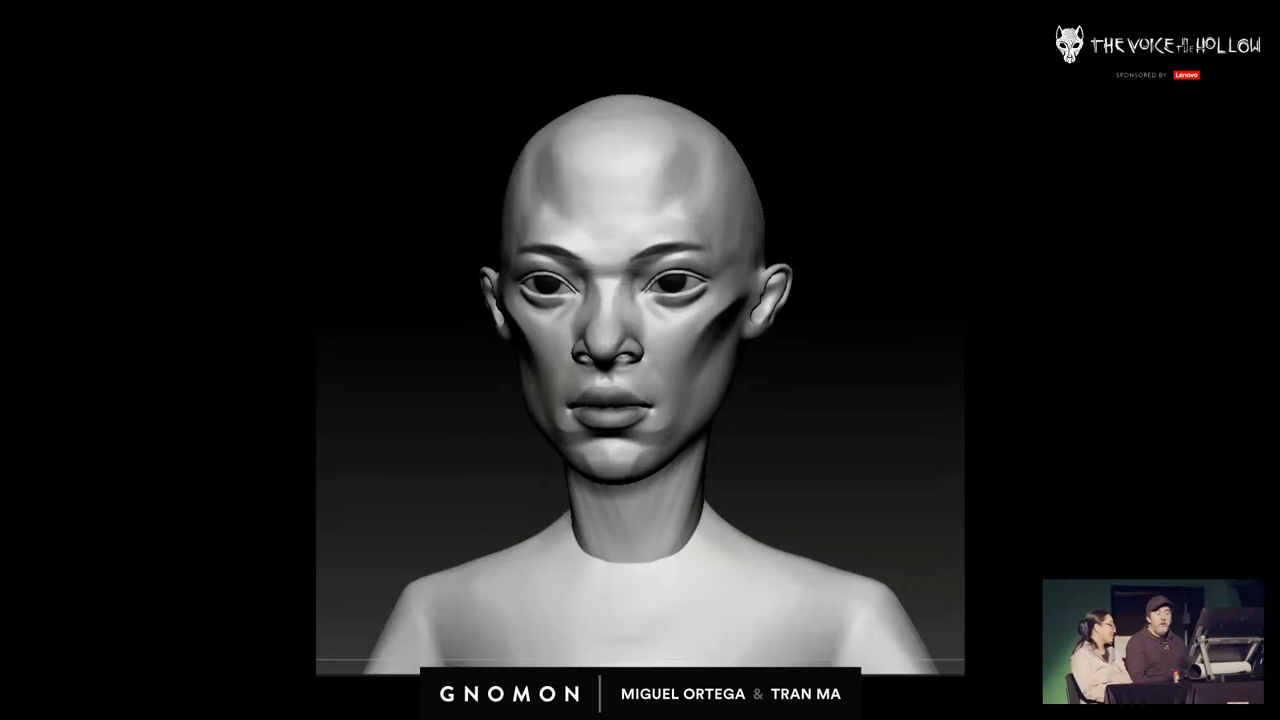 THE VOICE IN THE HOLLOW
SPONSORED BY Lenovo
GNOMON | MIGUEL ORTEGA & TRAN MA